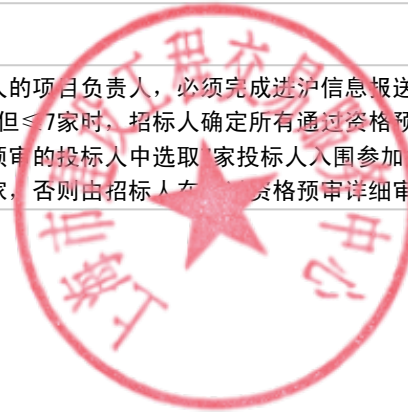 人的项目负责人，必须完成进沪信息报送
但≤7家时，招标人确定所有通过资格预
预审的投标人中选取 家投标人入围参加
家，否则由招标人在 资格预审详细审
上海市建设工程交易服务中心